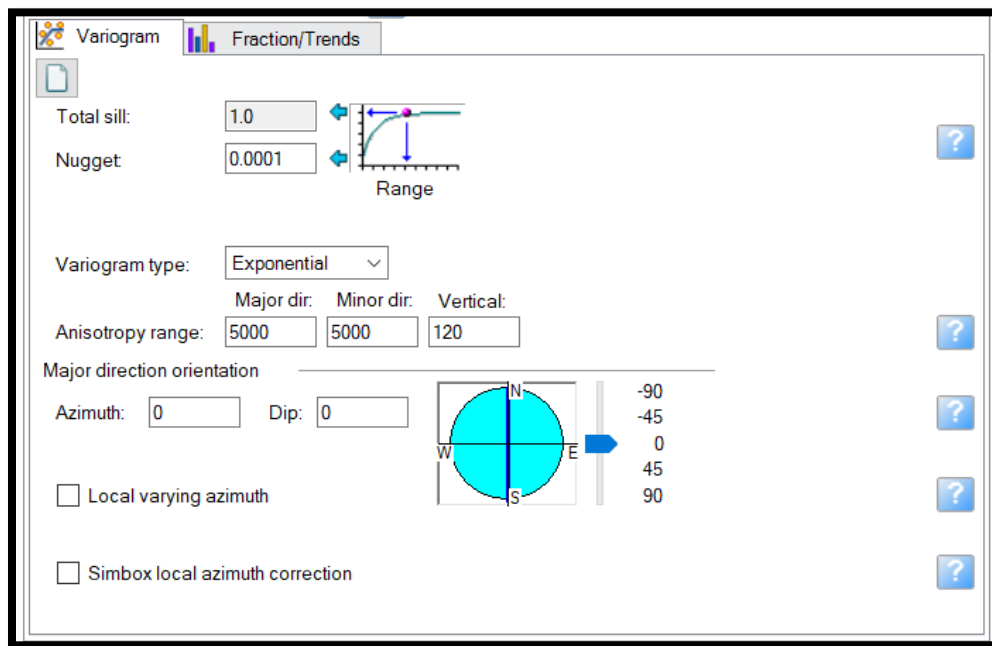 Variogram Fraction/Trends
Total sill: 1.0
Nugget: 0.0001
Range
Variogram type: Exponential
Major dir: Minor dir: Vertical:
Anisotropy range: 5000 5000 120
Major direction orientation
Azimuth: 0 Dip: 0
N
W E
S
-90
-45
0
45
90
Local varying azimuth
Simbox local azimuth correction
?
?
?
?
?